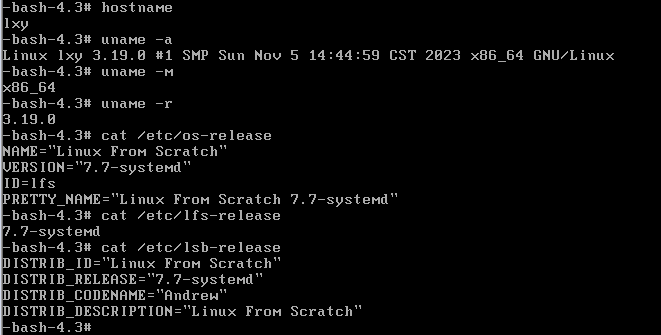 -bash-4.3# hostname
lxy
-bash-4.3# uname -a
Linux lxy 3.19.0 #1 SMP Sun Nov 5 14:44:59 CST 2023 x86_64 GNU/Linux
-bash-4.3# uname -m
x86_64
-bash-4.3# uname -r
3.19.0
-bash-4.3# cat /etc/os-release
NAME="Linux From Scratch"
VERSION="7.7-systemd"
ID=lfs
PRETTY_NAME="Linux From Scratch 7.7-systemd"
-bash-4.3# cat /etc/lfs-release
7.7-systemd
-bash-4.3# cat /etc/lsb-release
DISTRIB_ID="Linux From Scratch"
DISTRIB_RELEASE="7.7-systemd"
DISTRIB_CODENAME="Andrew"
DISTRIB_DESCRIPTION="Linux From Scratch"
-bash-4.3#